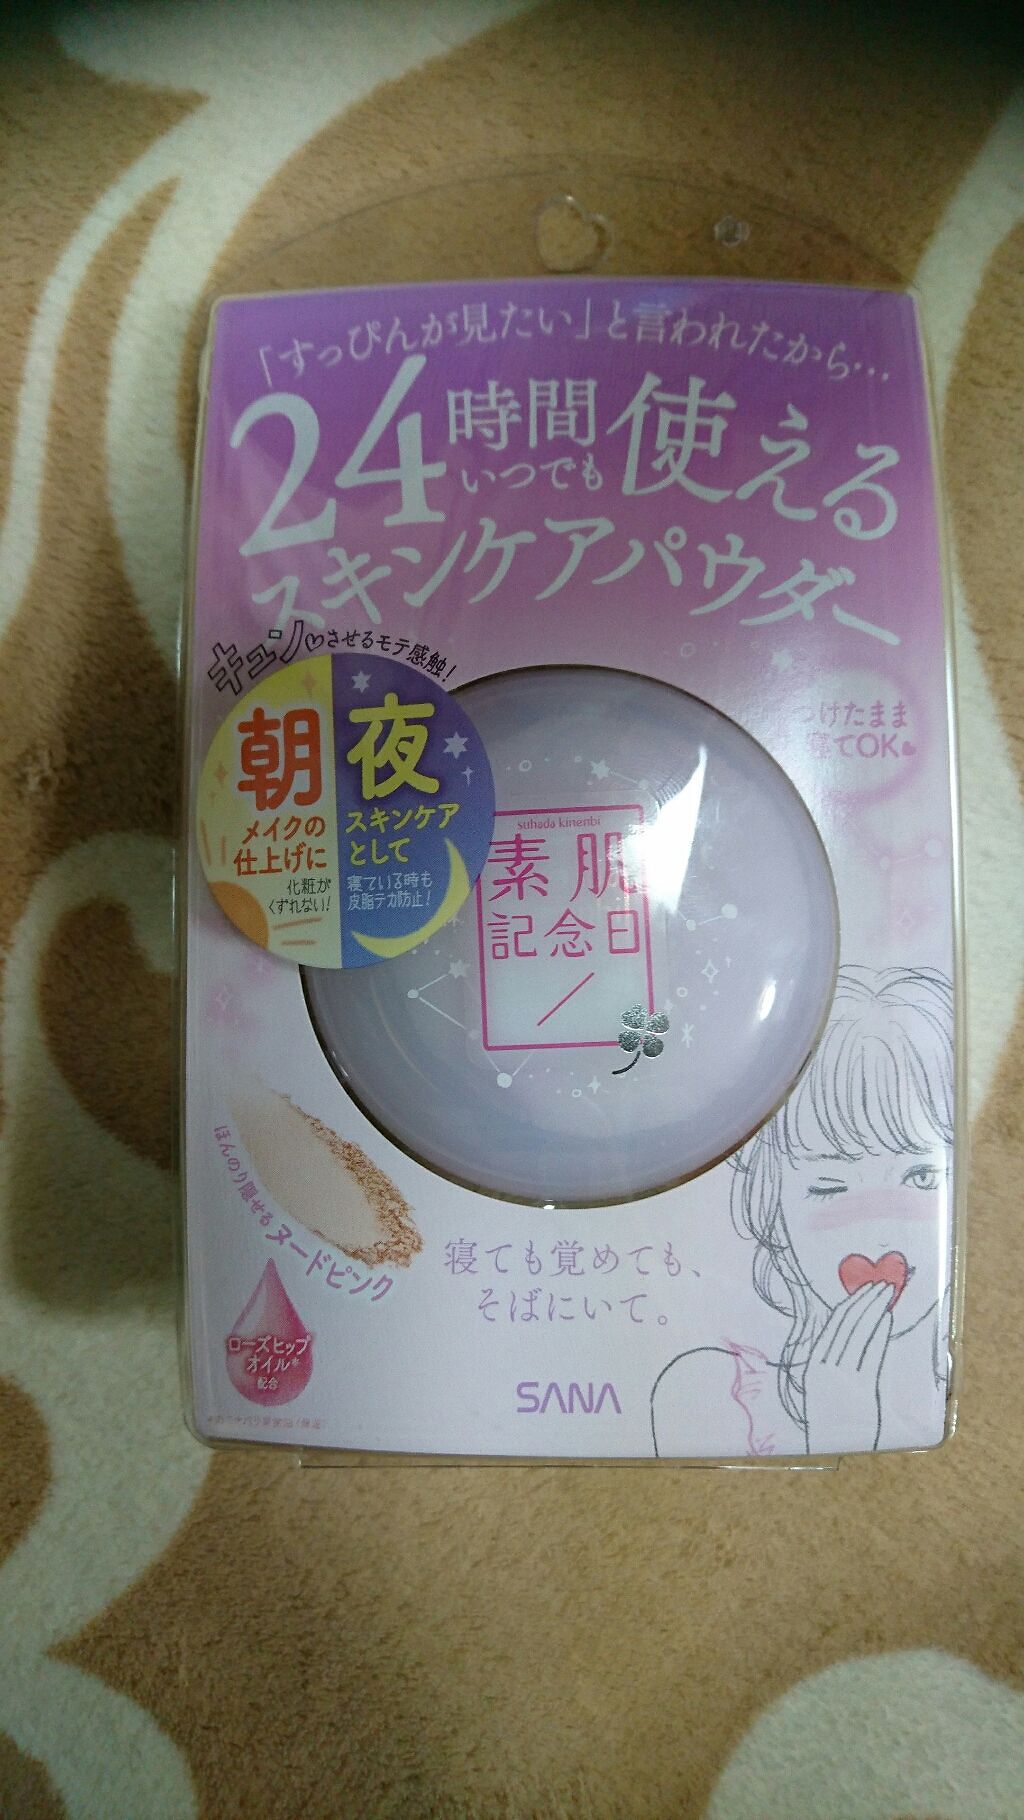 「すっぴんが見たい」と言われたから…
24時間いつでも使える
スキンケアパウダー
キュン♡させるモテ感触!
朝
メイクの
仕上げに
化粧が
くずれない!
夜
スキンケア
として
寝ている時も
皮脂テカ防止!
つけたまま
寝てOK♥
suhada kinenbi
素肌
記念日
ほんのり隠せるヌードピンク
ローズヒップ
オイル*
配合
寝ても覚めても、
そばにいて。
SANA